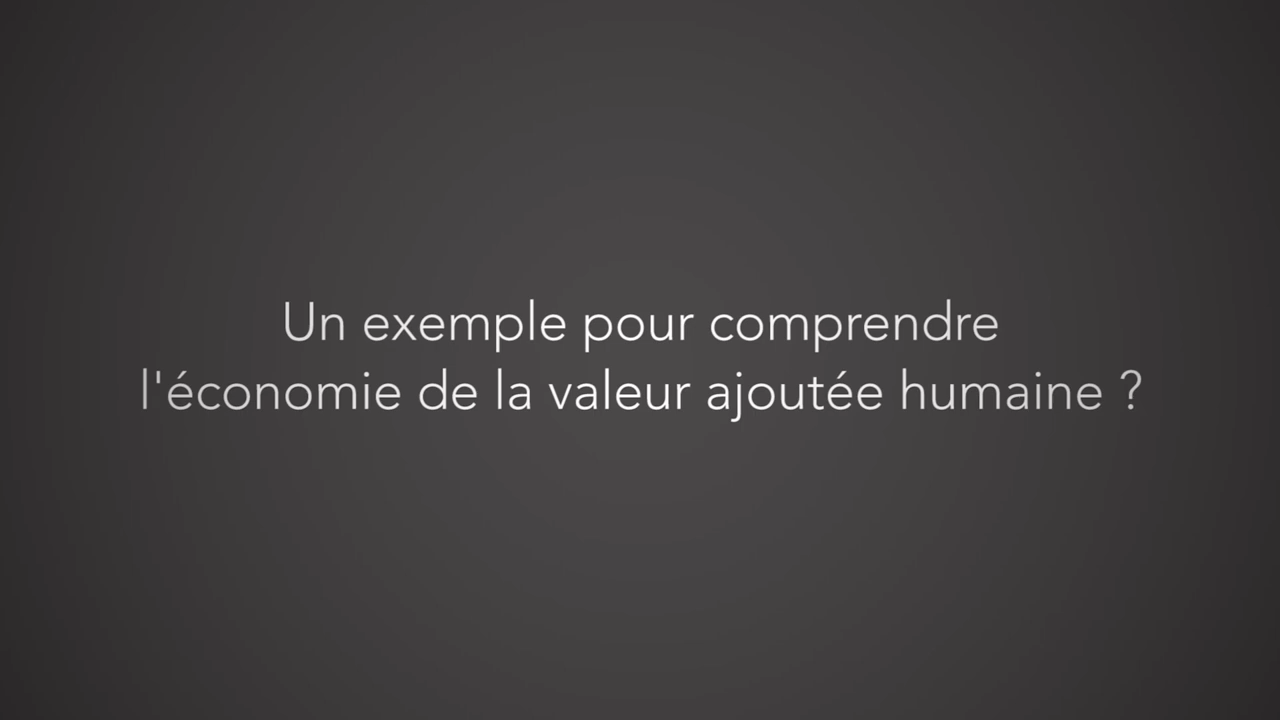 Un exemple pour comprendre
l'économie de la valeur ajoutée humaine ?